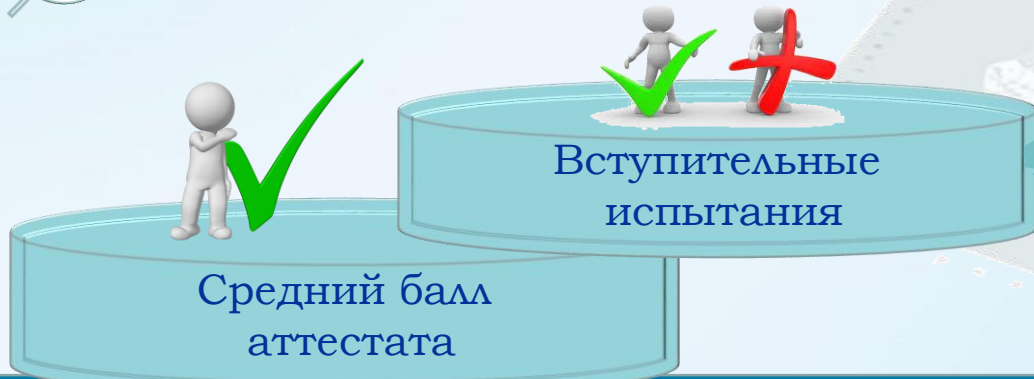 Вступительные
испытания
Средний балл
аттестата